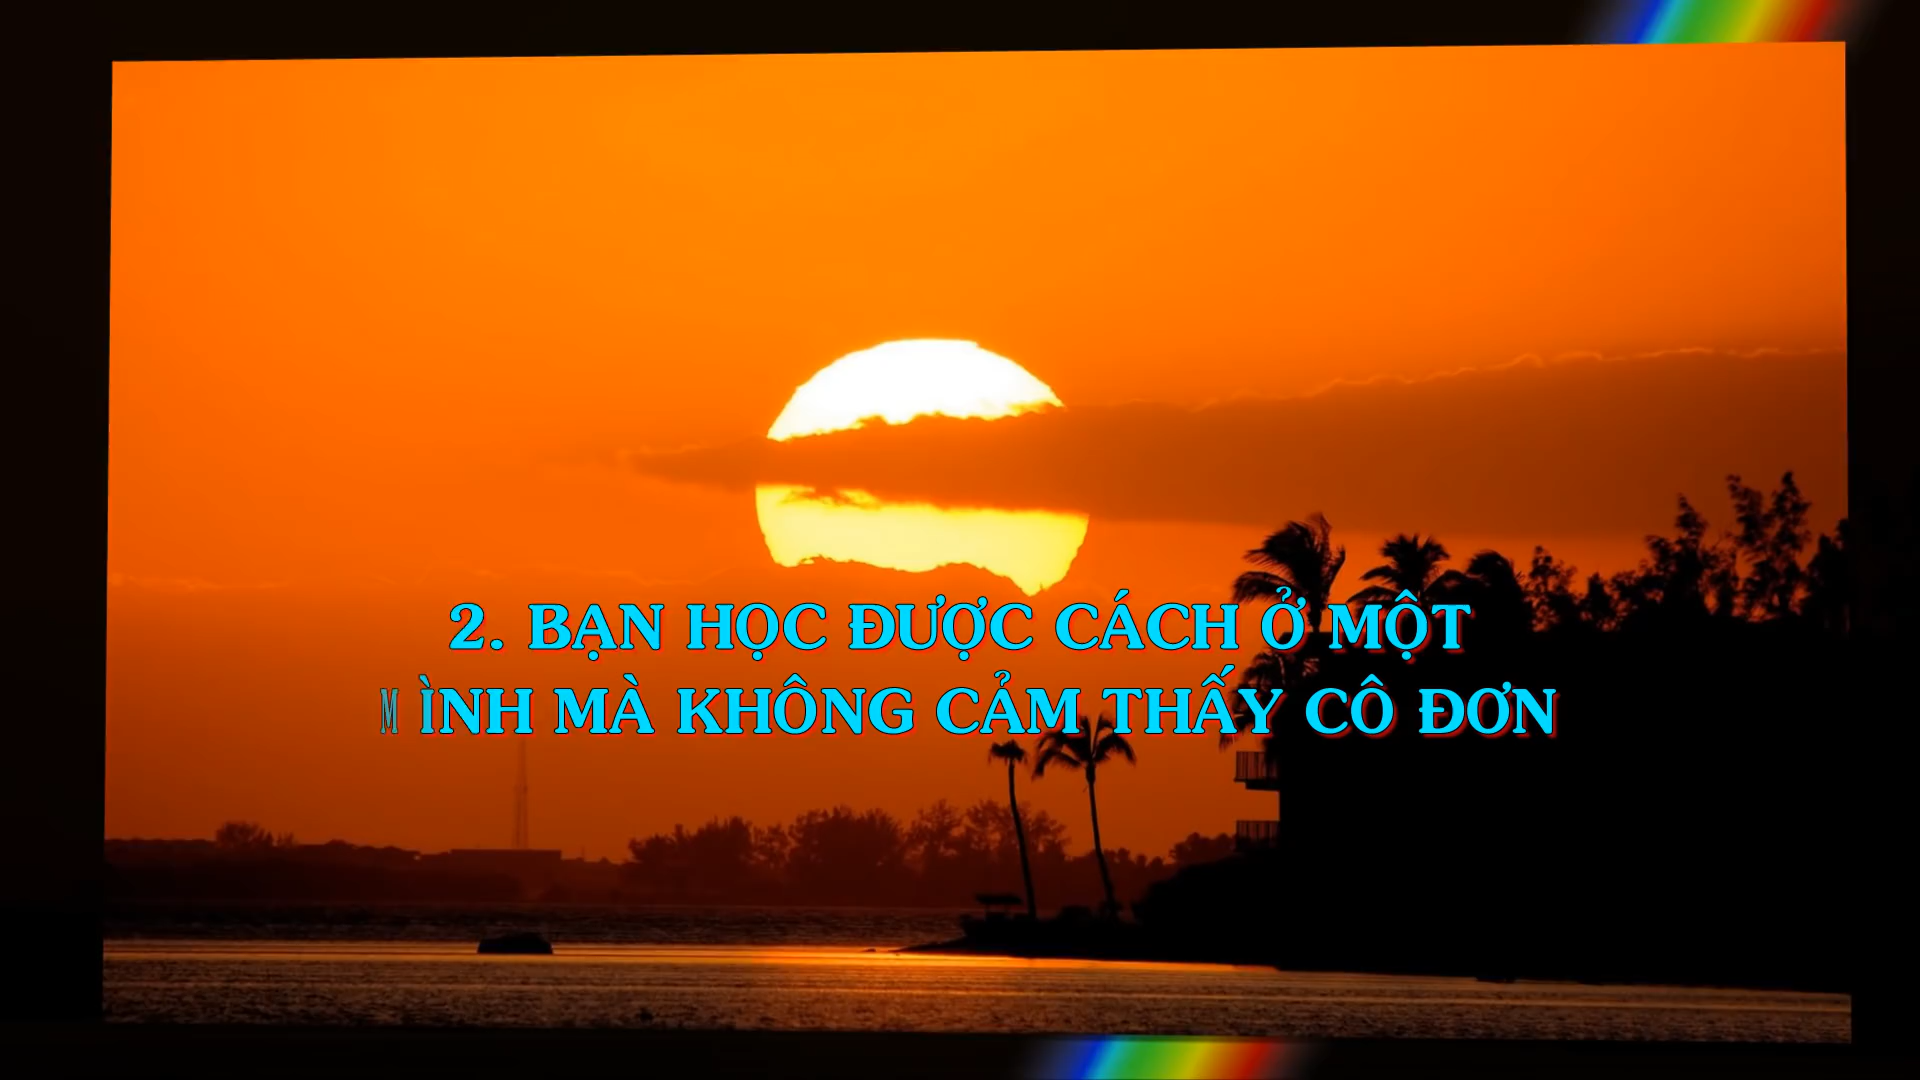 2. BẠN HỌC ĐƯỢC CÁCH Ở MỘT
MÌNH MÀ KHÔNG CẢM THẤY CÔ ĐƠN